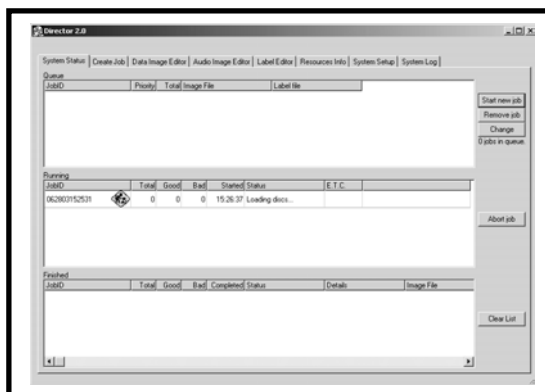 Director 2.0
System Status Create Job Data Image Editor Audio Image Editor Label Editor Resources Info System Setup System Log
Queue
JobID Priority Total Image File Label file
Start new job
Remove job
Change
0 jobs in queue.
Running
JobID Total Good Bad Started Status E.T.C.
062803152531 0 0 0 15:26:37 Loading discs...
Abort job
Finished
JobID Total Good Bad Completed Status Details Image File
Clear List